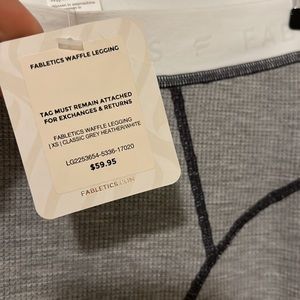 FABLETICS WAFFLE LEGGING
TAG MUST REMAIN ATTACHED
FOR EXCHANGES & RETURNS
FABLETICS WAFFLE LEGGING
| XS | CLASSIC GREY HEATHER/WHITE
LG2253654-5336-17020
$59.95
FABLETICS.COM